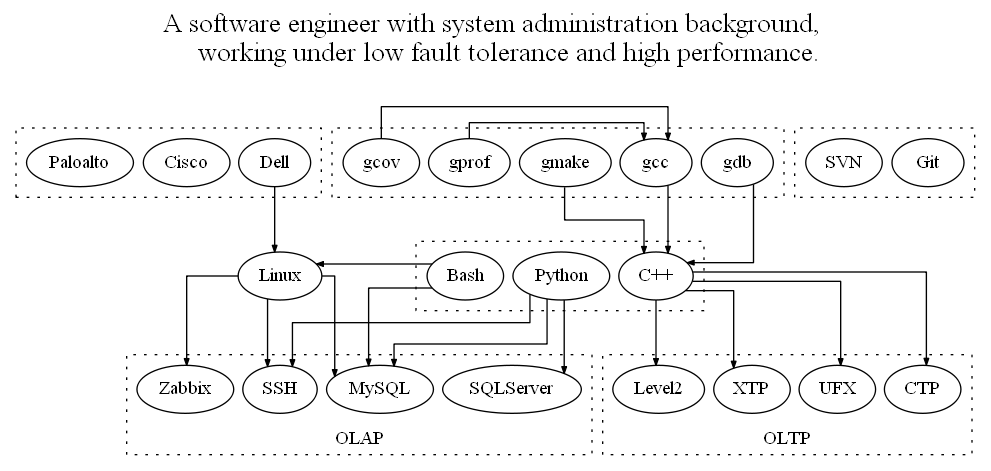 A software engineer with system administration background,
working under low fault tolerance and high performance.
Paloalto Cisco Dell gcov gprof gmake gcc gdb SVN Git
Linux Bash Python C++
Zabbix SSH MySQL SQLServer Level2 XTP UFX CTP
OLAP OLTP